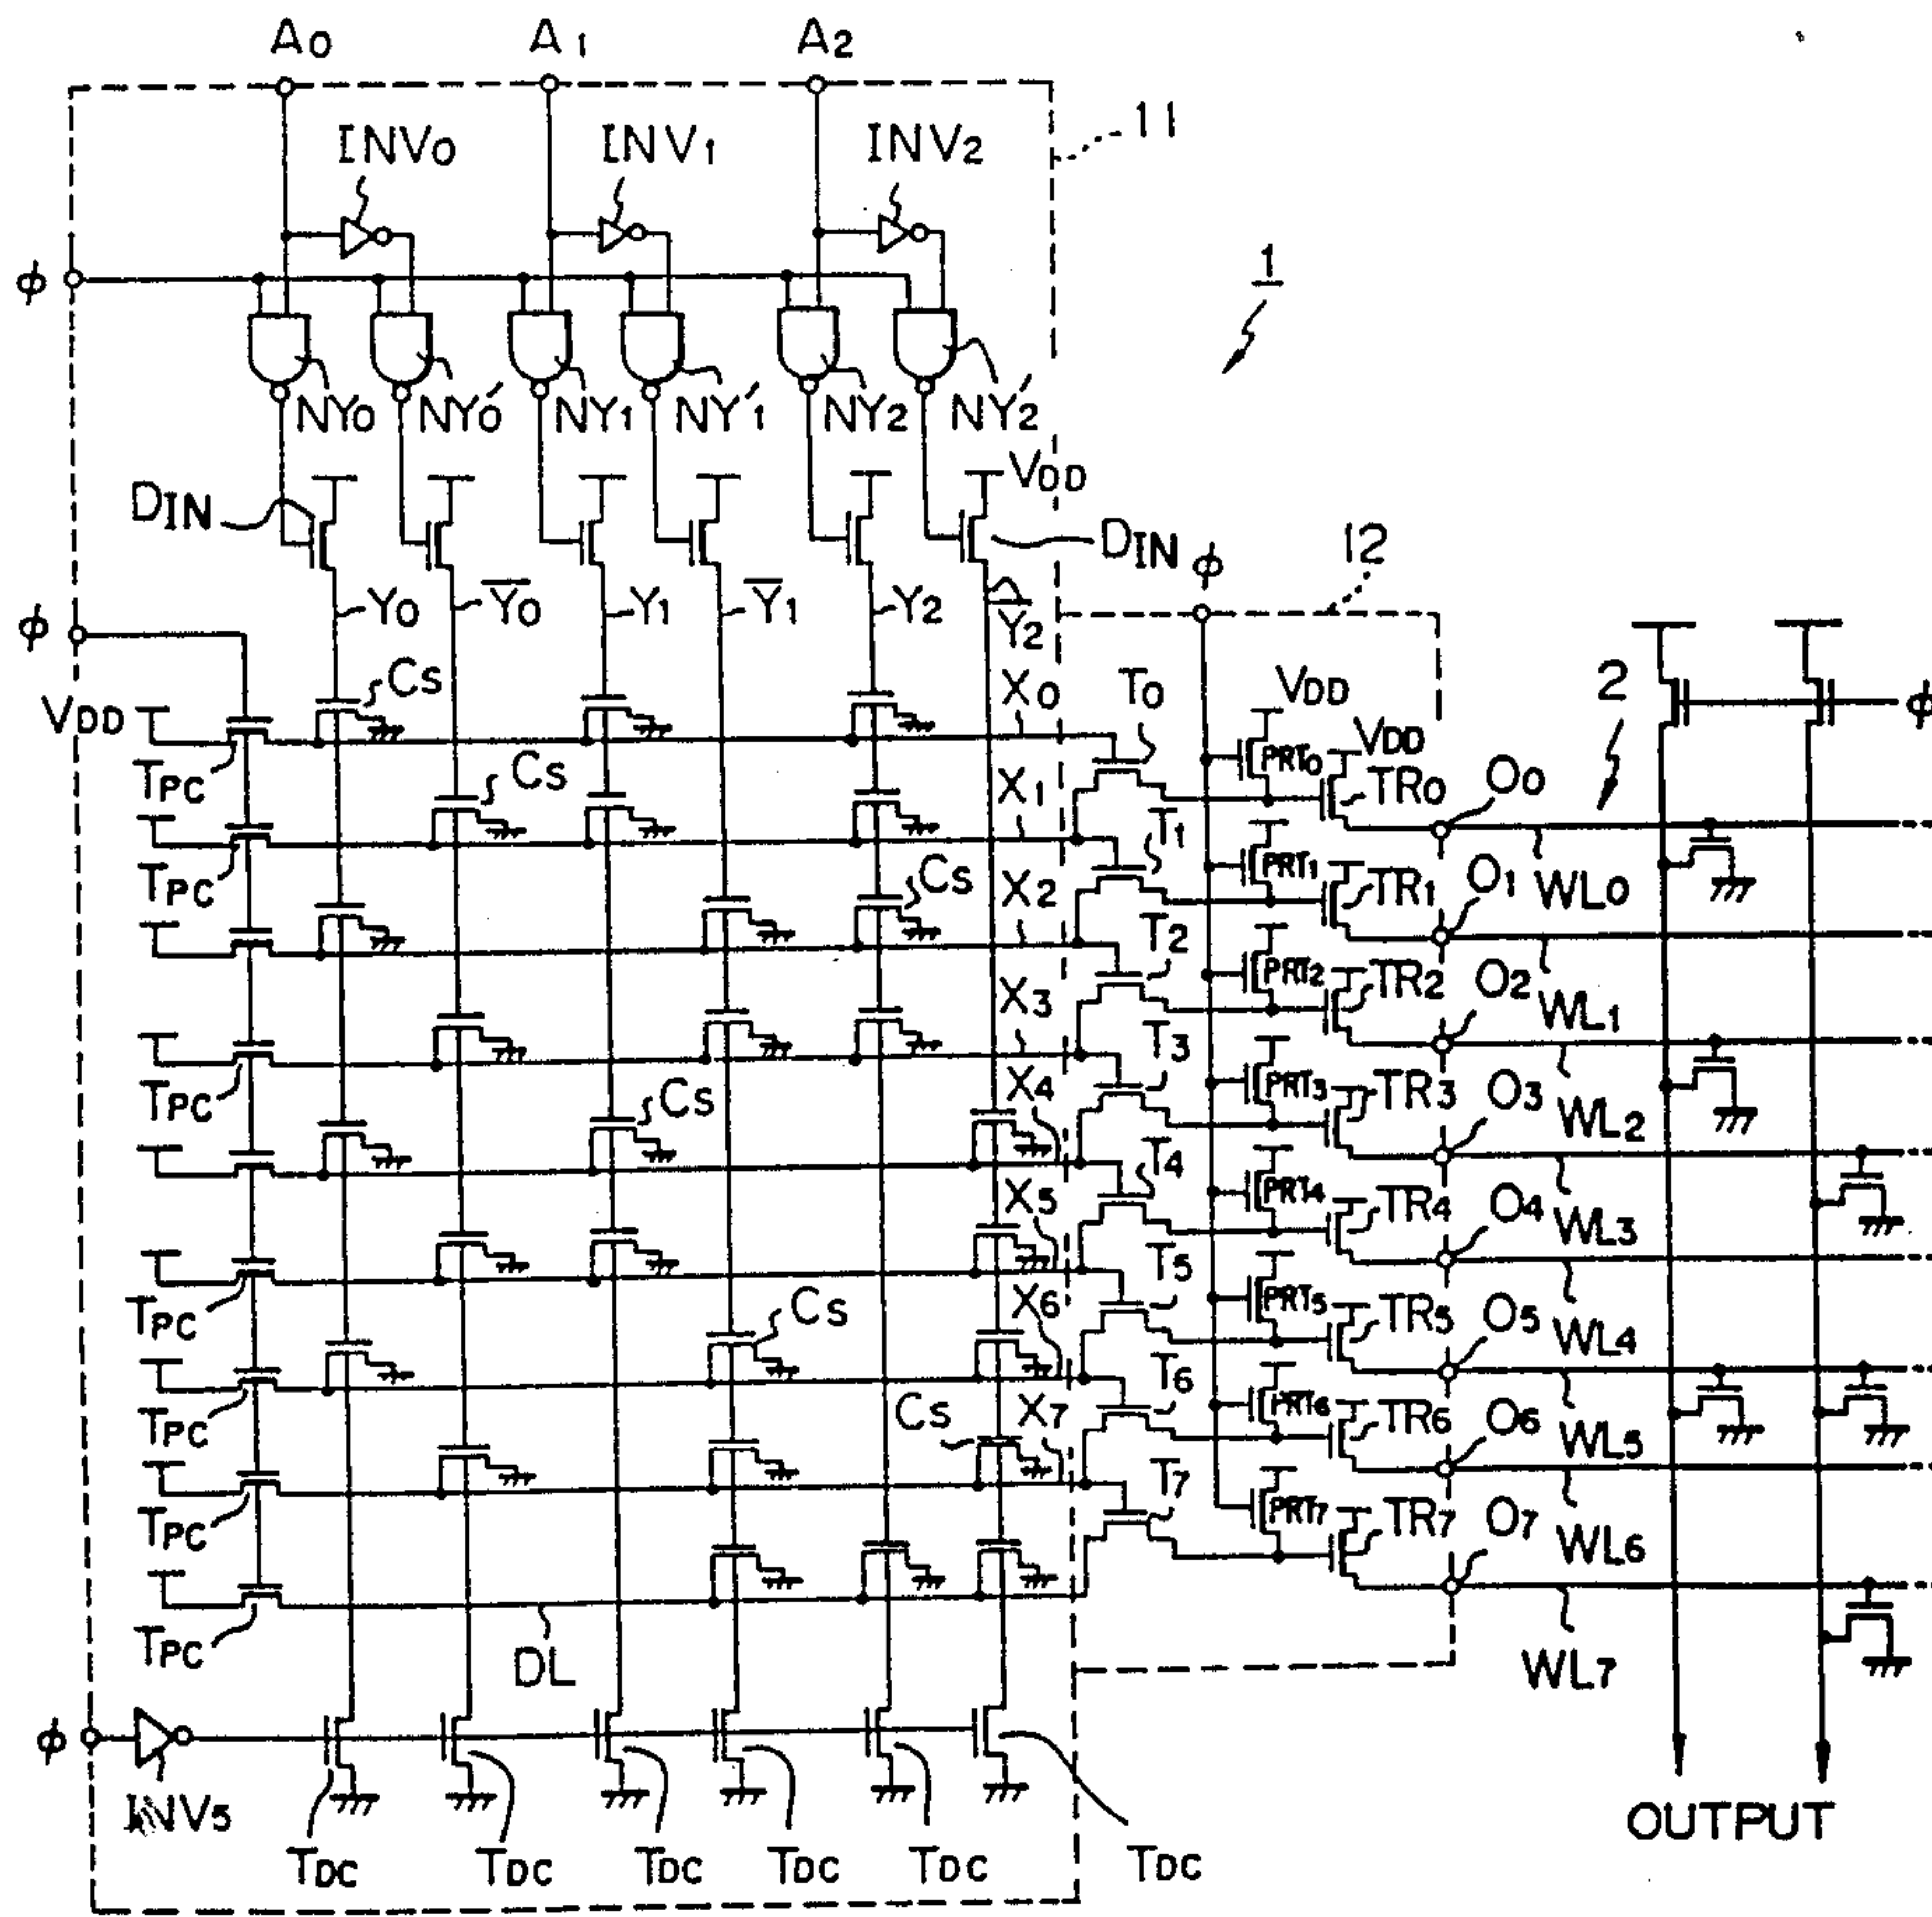 A0 A1 A2
INV0 INV1 INV2 11
1
ϕ
NY0 NY0' NY1 NY'1 NY2 NY2'
VDD
DIN DIN ϕ 12
Y0 Y̅0 Y1 Y̅1 Y2 Y̅2
ϕ
Cs X0 T0 VDD 2 ϕ
VDD VDD
TPC Cs X1 PRT0 TR0 O0
T1
TPC Cs X2 PRT1 TR1 O1 WL0
T2
X3 PRT2 TR2 O2 WL1
T3
TPC Cs X4 PRT3 TR3 O3 WL2
T4
X5 PRT4 TR4 O4 WL3
T5
TPC Cs X6 PRT5 TR5 O5 WL4
T6
TPC Cs X7 PRT6 TR6 O6 WL5
T7
TPC PRT7 TR7 O7 WL6
TPC DL WL7
ϕ
INV5 OUTPUT
TDC TDC TDC TDC TDC TDC